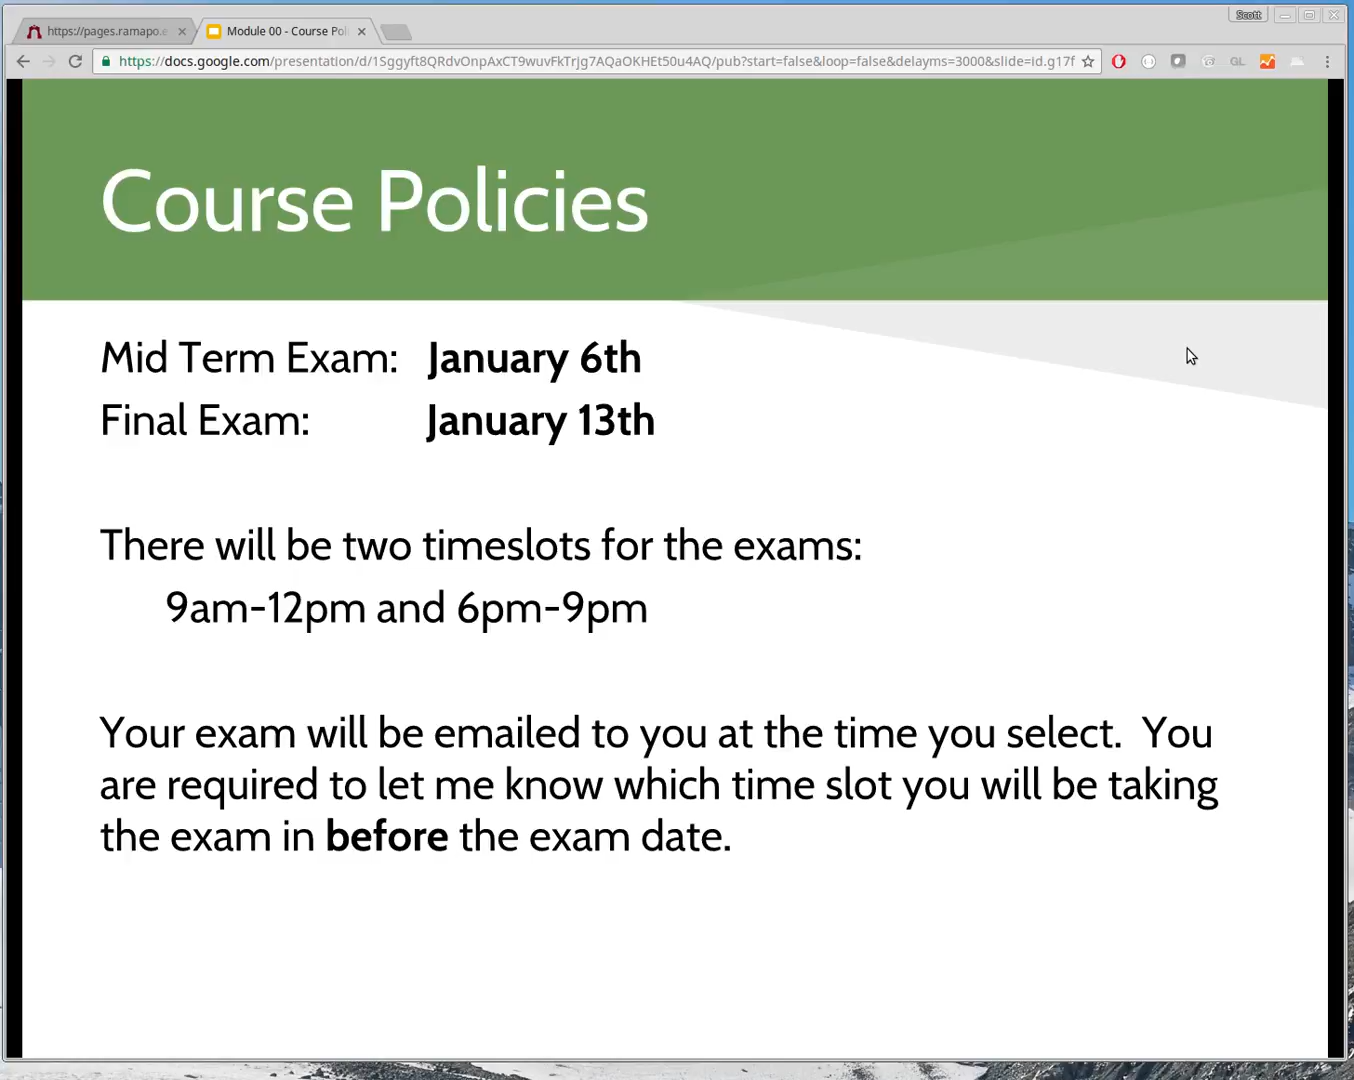 Scott
https://pages.ramapo.e
Module 00 - Course Pol
https://docs.google.com/presentation/d/1Sggyft8QRdvOnpAxCT9wuvFkTrjg7AQaOKHEt50u4AQ/pub?start=false&loop=false&delayms=3000&slide=id.g17f
GL
Course Policies
Mid Term Exam: January 6th
Final Exam: January 13th
There will be two timeslots for the exams:
9am-12pm and 6pm-9pm
Your exam will be emailed to you at the time you select. You
are required to let me know which time slot you will be taking
the exam in before the exam date.